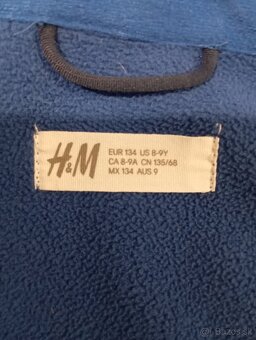 H&M
EUR 134 US 8-9Y
CA 8-9A CN 135/68
MX 134 AUS 9